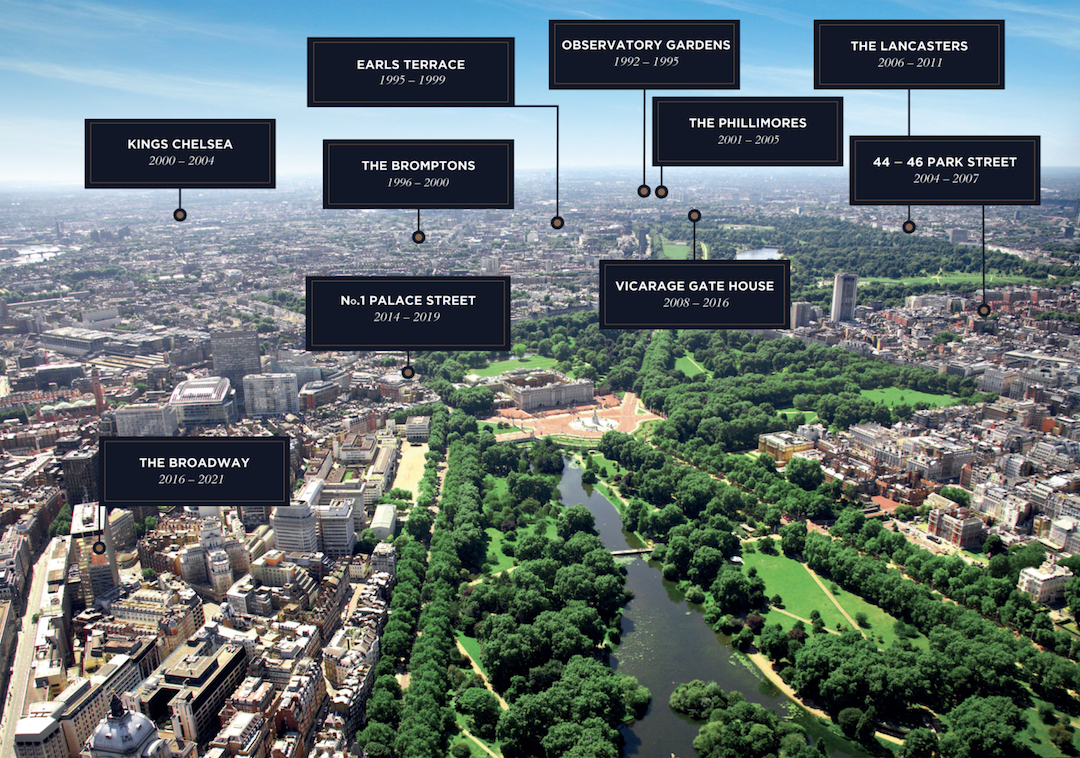 OBSERVATORY GARDENS
1992 – 1995
THE LANCASTERS
2006 – 2011
EARLS TERRACE
1995 – 1999
THE PHILLIMORES
2001 – 2005
KINGS CHELSEA
2000 – 2004
THE BROMPTONS
1996 – 2000
44 – 46 PARK STREET
2004 – 2007
VICARAGE GATE HOUSE
2008 – 2016
No.1 PALACE STREET
2014 – 2019
THE BROADWAY
2016 – 2021